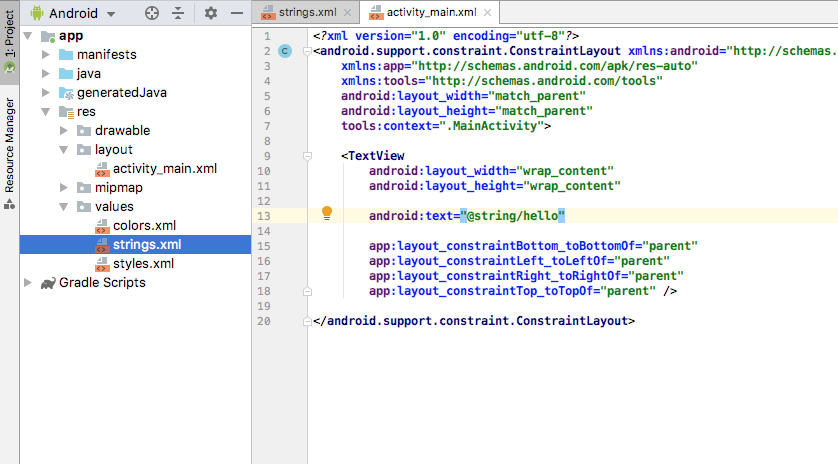 1: Project
Resource Manager
Android
app
manifests
java
generatedJava
res
drawable
layout
activity_main.xml
mipmap
values
colors.xml
strings.xml
styles.xml
Gradle Scripts
strings.xml activity_main.xml
1 <?xml version="1.0" encoding="utf-8"?>
2 C <android.support.constraint.ConstraintLayout xmlns:android="http://schemas.
3 xmlns:app="http://schemas.android.com/apk/res-auto"
4 xmlns:tools="http://schemas.android.com/tools"
5 android:layout_width="match_parent"
6 android:layout_height="match_parent"
7 tools:context=".MainActivity">
8
9 <TextView
10 android:layout_width="wrap_content"
11 android:layout_height="wrap_content"
12
13 android:text="@string/hello"
14
15 app:layout_constraintBottom_toBottomOf="parent"
16 app:layout_constraintLeft_toLeftOf="parent"
17 app:layout_constraintRight_toRightOf="parent"
18 app:layout_constraintTop_toTopOf="parent" />
19
20 </android.support.constraint.ConstraintLayout>